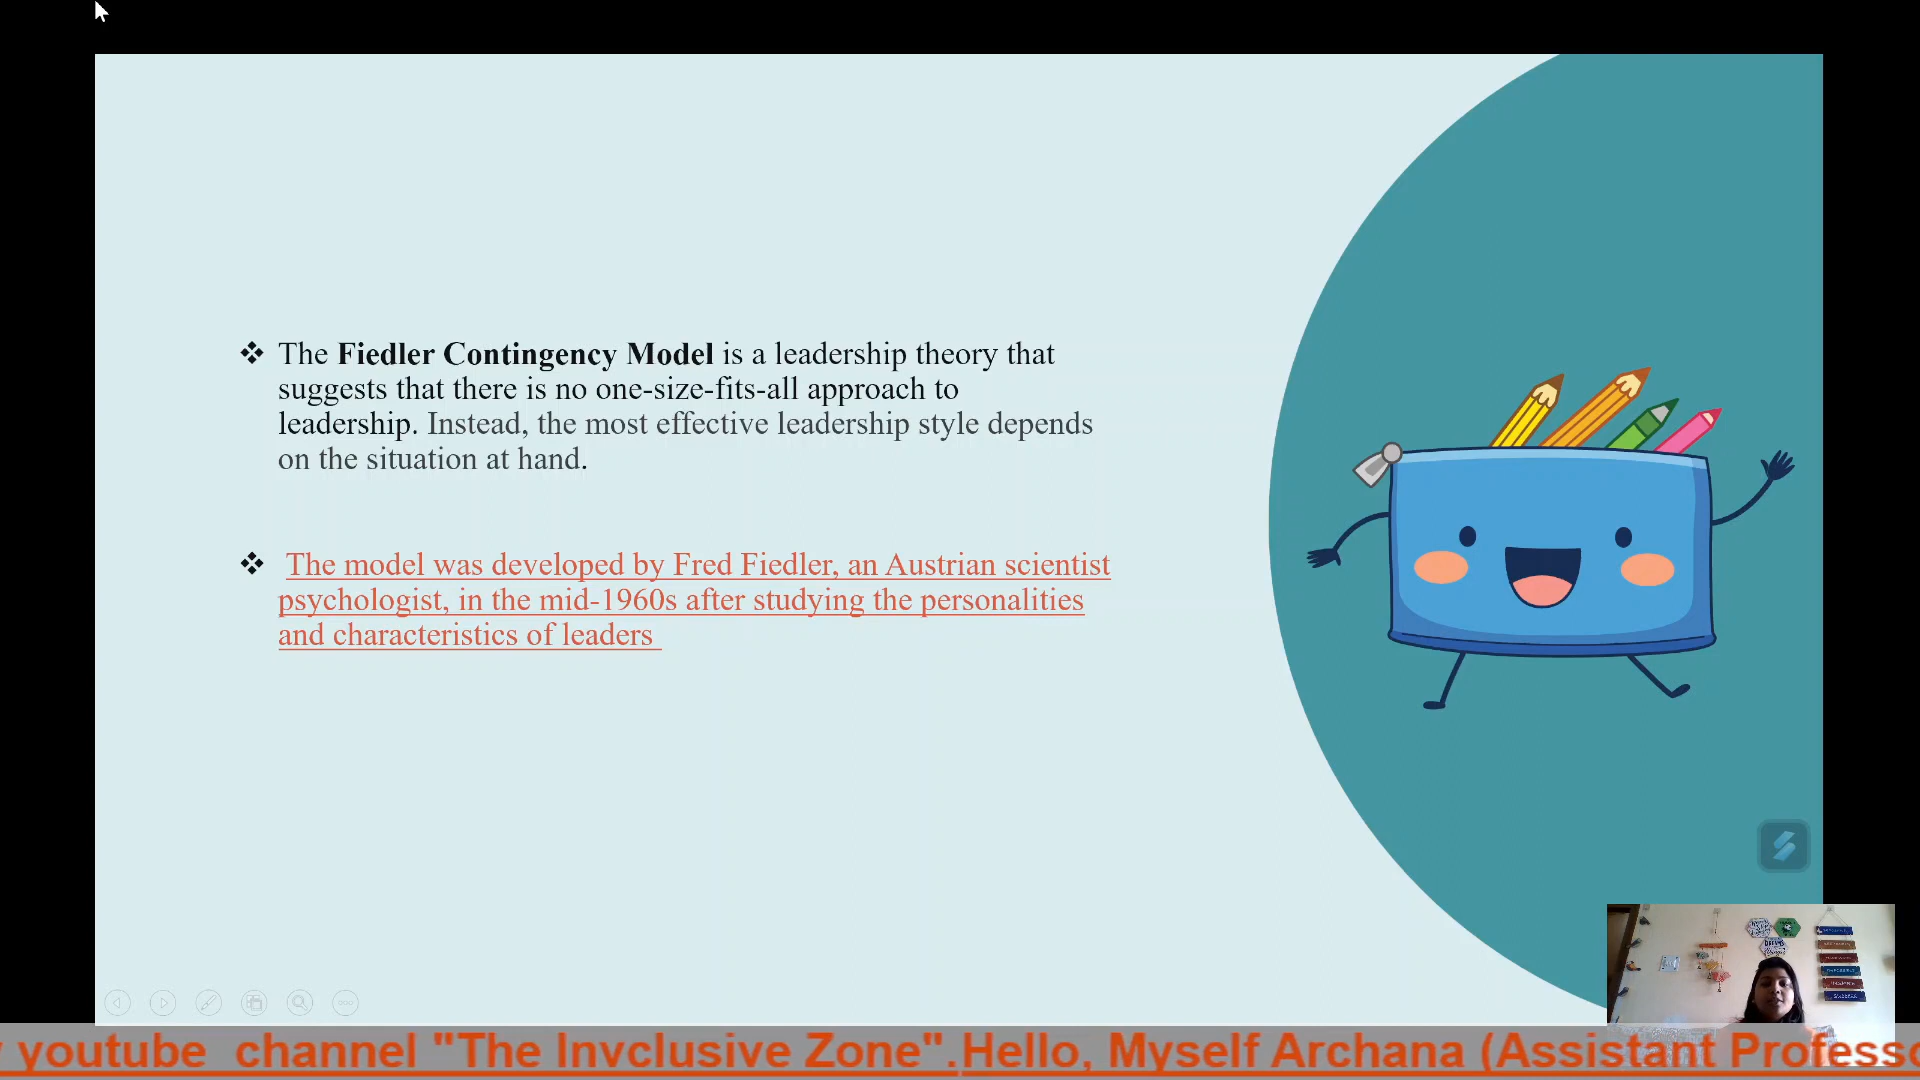 ❖ The Fiedler Contingency Model is a leadership theory that
suggests that there is no one-size-fits-all approach to
leadership. Instead, the most effective leadership style depends
on the situation at hand.
❖ The model was developed by Fred Fiedler, an Austrian scientist
psychologist, in the mid-1960s after studying the personalities
and characteristics of leaders
DREAMS
youtube channel "The Invclusive Zone".Hello, Myself Archana (Assistant Profess